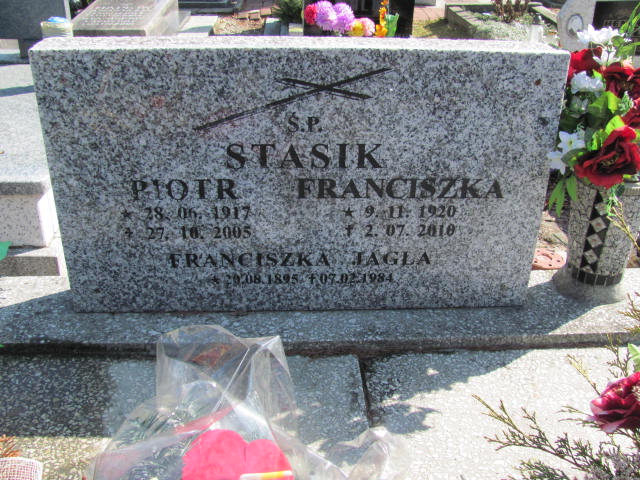 Ś.P.
STASIK
PIOTR FRANCISZKA
★ 28. 06. 1917 ★ 9. 11. 1920
✝ 27. 10. 2005 ✝ 2. 07. 2010
FRANCISZKA JAGŁA
★ 20.08.1895 ✝ 07.02.1984